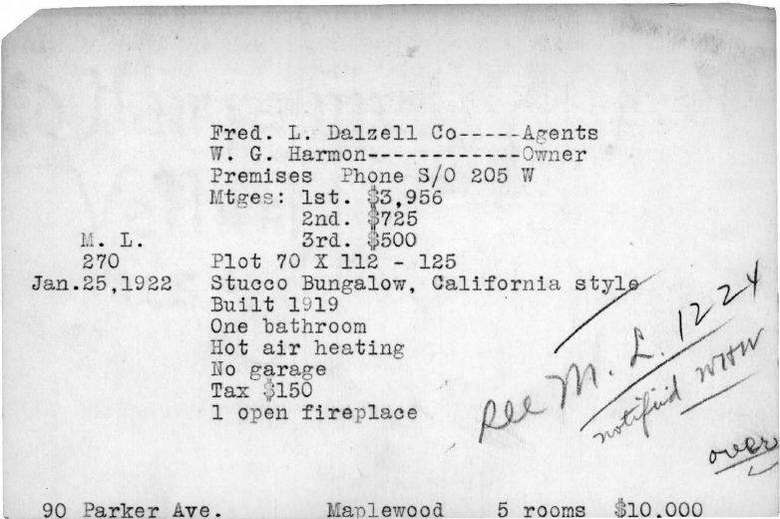 Fred. L. Dalzell Co-----Agents
W. G. Harmon------------Owner
Premises Phone S/O 205 W
Mtges: 1st. $3,956
2nd. $725
M. L. 3rd. $500
270 Plot 70 X 112 - 125
Jan.25,1922 Stucco Bungalow, California style
Built 1919
One bathroom
Hot air heating
No garage
Tax $150
1 open fireplace
See M. L. 1224
notified WHW
over
90 Parker Ave. Maplewood 5 rooms $10.000